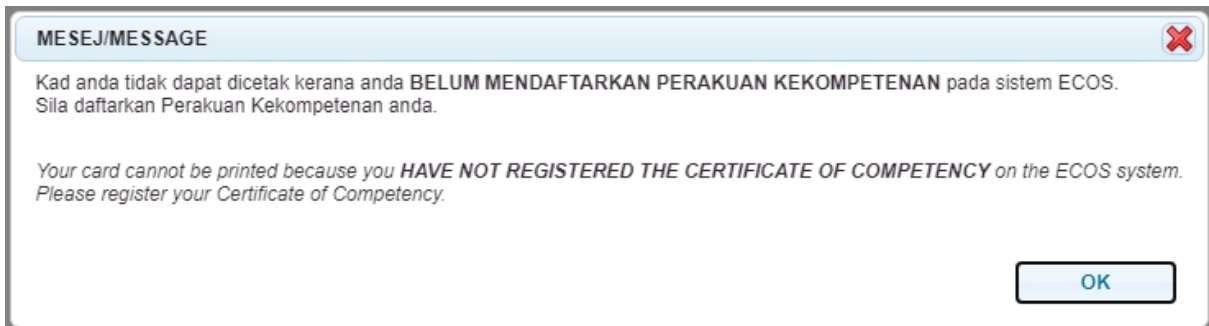 MESEJ/MESSAGE
Kad anda tidak dapat dicetak kerana anda BELUM MENDAFTARKAN PERAKUAN KEKOMPETENAN pada sistem ECOS.
Sila daftarkan Perakuan Kekompetenan anda.
Your card cannot be printed because you HAVE NOT REGISTERED THE CERTIFICATE OF COMPETENCY on the ECOS system.
Please register your Certificate of Competency.
OK